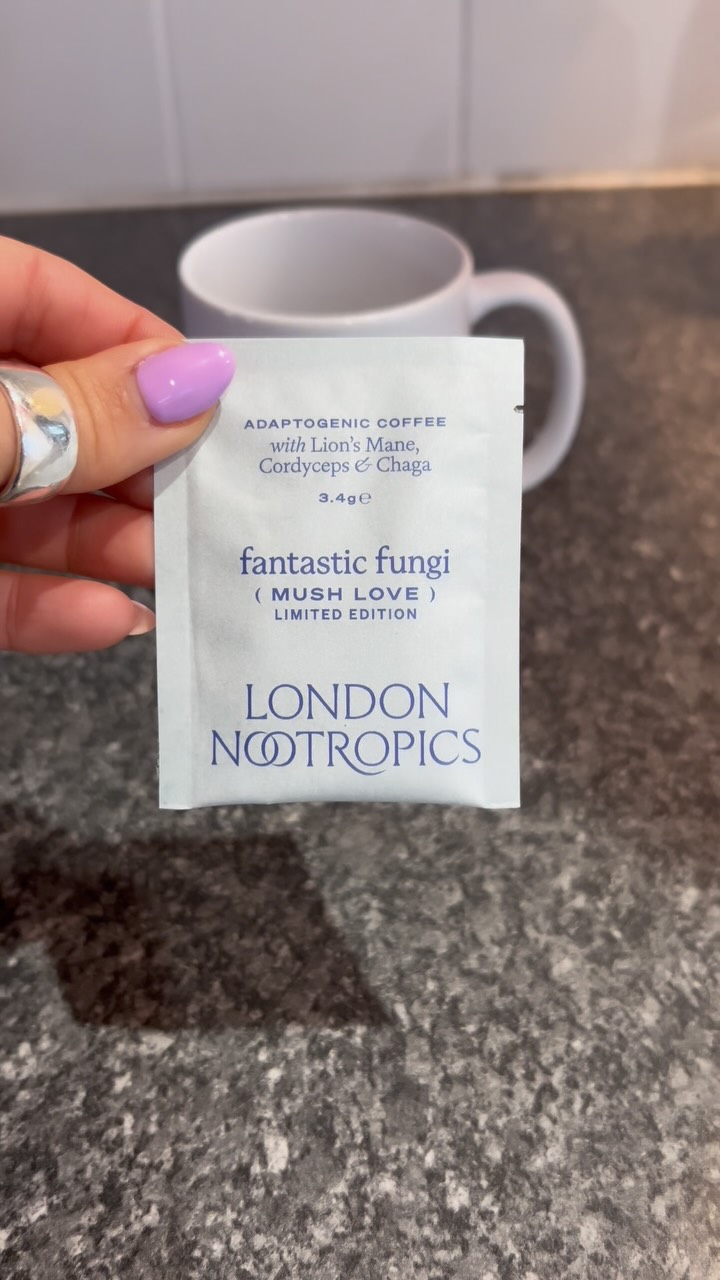 ADAPTOGENIC COFFEE
with Lion's Mane,
Cordyceps & Chaga
3.4g℮
fantastic fungi
( MUSH LOVE )
LIMITED EDITION
LONDON
NOOTROPICS